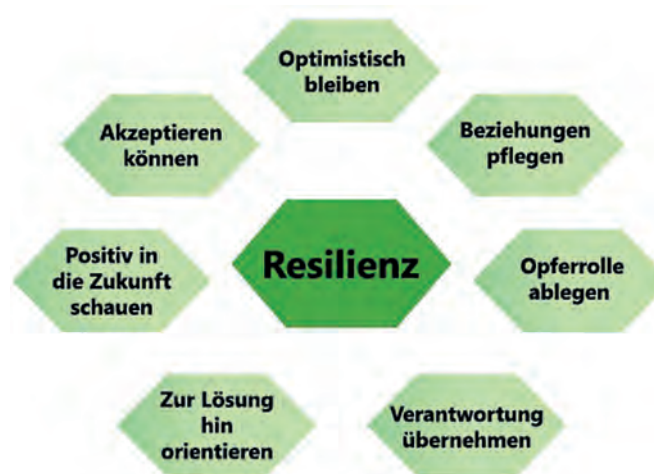 Optimistisch
bleiben
Akzeptieren
können
Beziehungen
pflegen
Positiv in
die Zukunft
schauen
Resilienz
Opferrolle
ablegen
Zur Lösung
hin
orientieren
Verantwortung
übernehmen